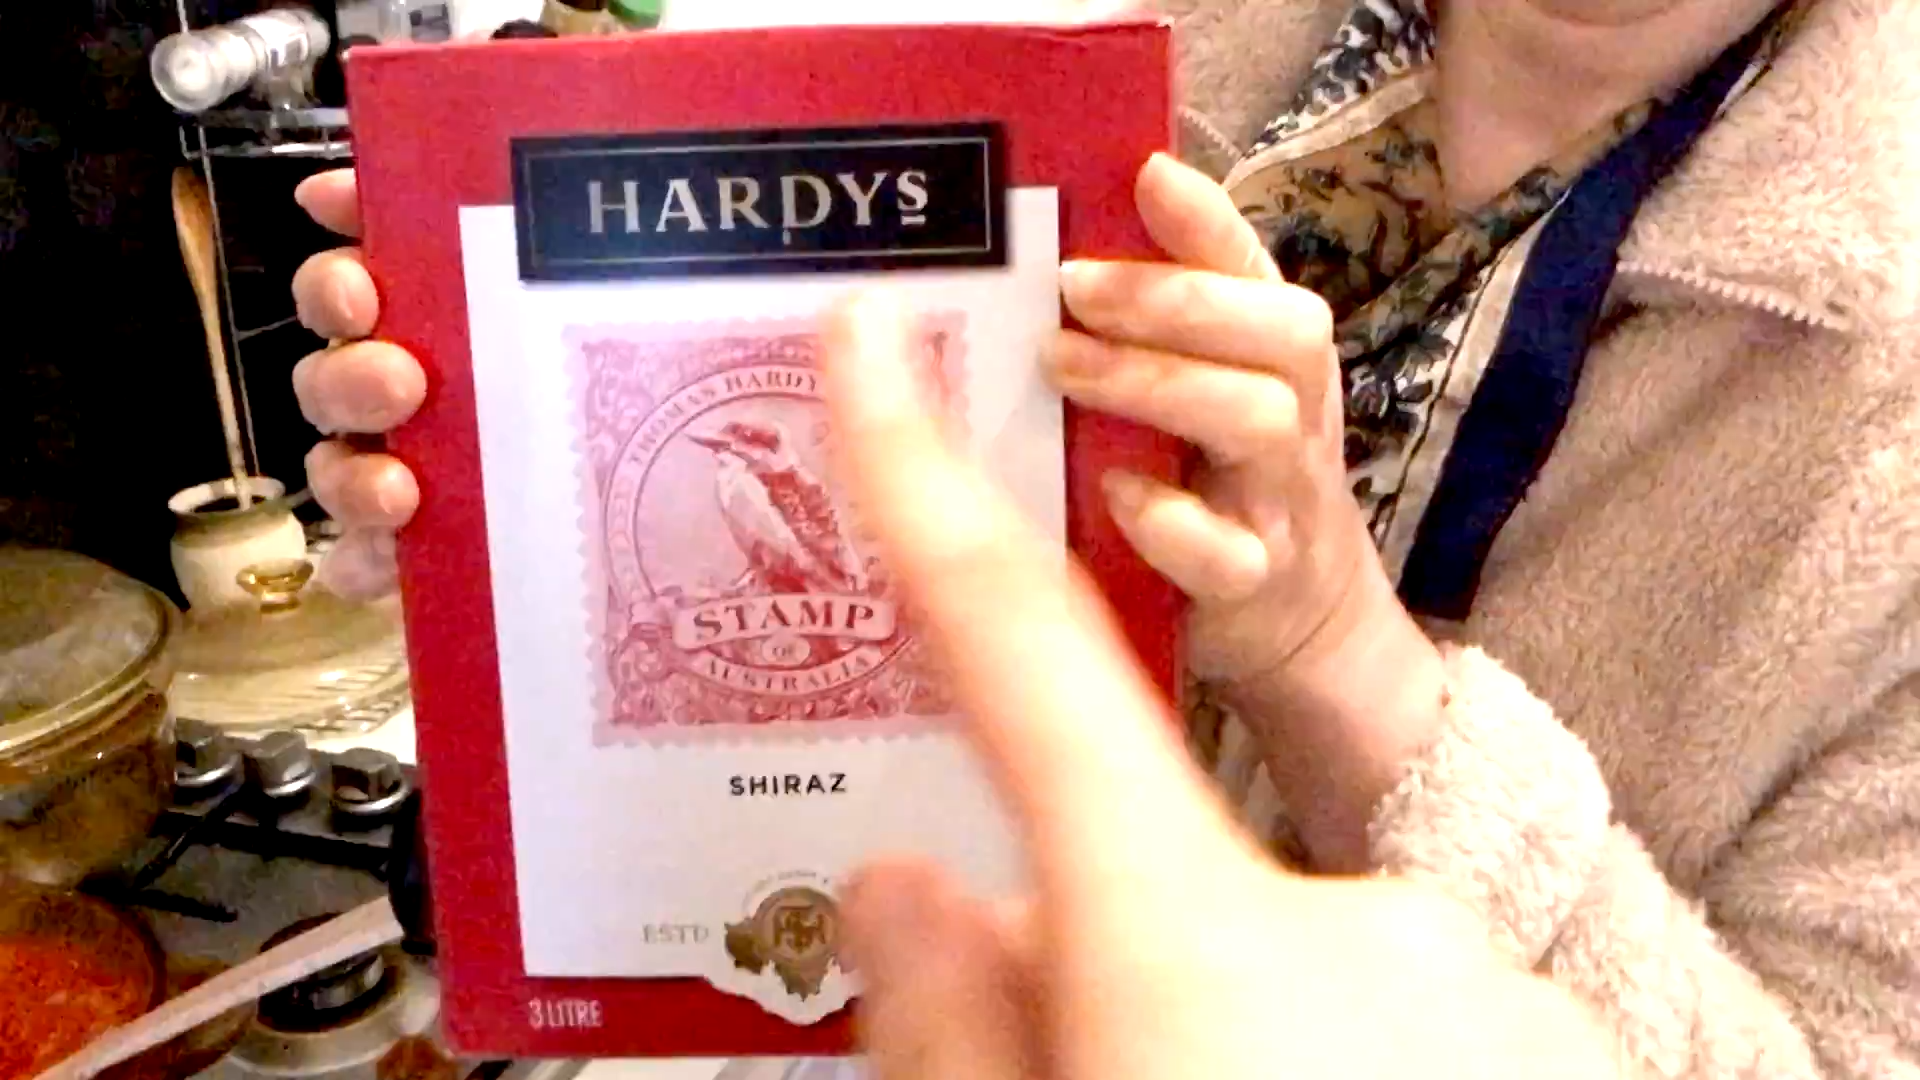 HARDYS
THOMAS HARDY
STAMP
OF
AUSTRALIA
SHIRAZ
ESTD
3 LITRE